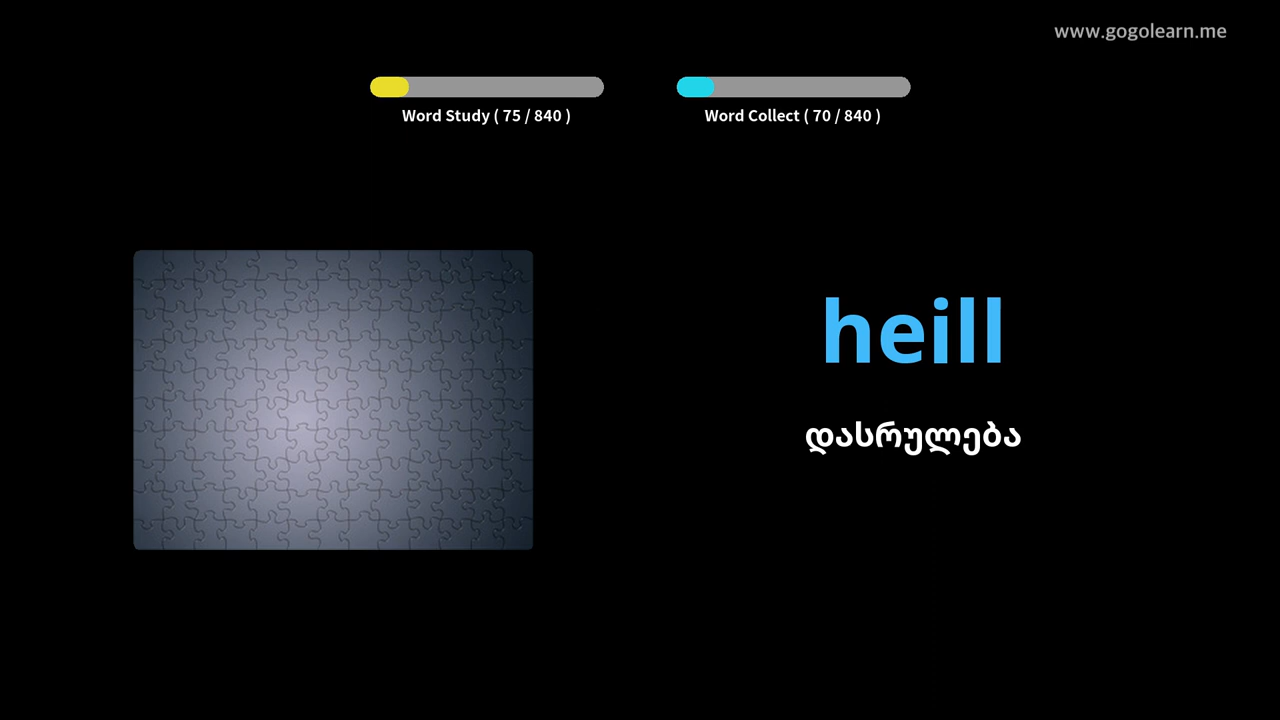 www.gogolearn.me
Word Study ( 75 / 840 )
Word Collect ( 70 / 840 )
heill
დასრულება